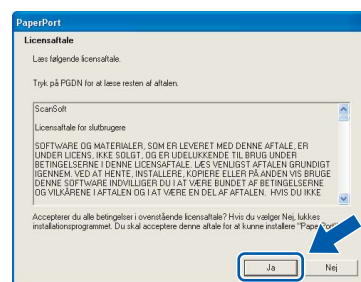 PaperPort
Licensaftale
Læs følgende licensaftale.
Tryk på PGDN for at læse resten af aftalen.
ScanSoft
Licensaftale for slutbrugere
SOFTWARE OG MATERIALER, SOM ER LEVERET MED DENNE AFTALE, ER
UNDER LICENS, IKKE SOLGT, OG ER UDELUKKENDE TIL BRUG UNDER
BETINGELSERNE I DENNE LICENSAFTALE. LÆS VENLIGST AFTALEN GRUNDIGT
IGENNEM. VED AT HENTE, INSTALLERE, KOPIERE ELLER PÅ ANDEN VIS BRUGE
DENNE SOFTWARE INDVILLIGER DU I AT VÆRE BUNDET AF BETINGELSERNE
OG VILKÅRENE I AFTALEN OG I AT VÆRE EN DEL AF AFTALEN. HVIS DU IKKE
Accepterer du alle betingelser i ovenstående licensaftale? Hvis du vælger Nej, lukkes
installationsprogrammet. Du skal acceptere denne aftale for at kunne installere "PaperPort"
Ja
Nej